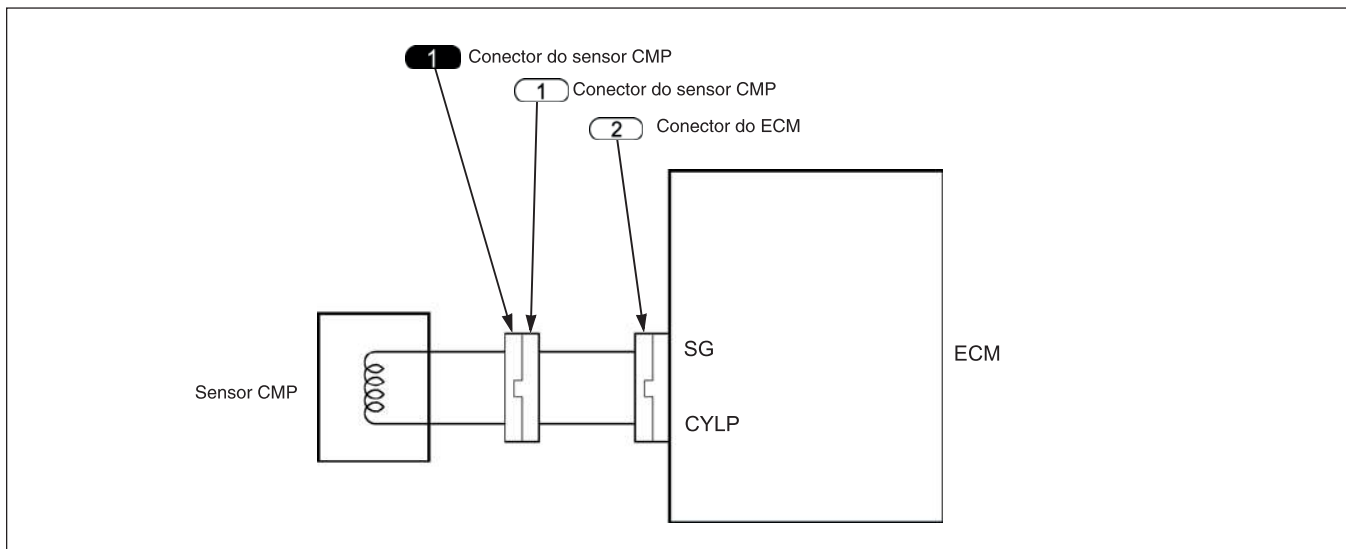 1 Conector do sensor CMP
1 Conector do sensor CMP
2 Conector do ECM
SG
ECM
Sensor CMP
CYLP